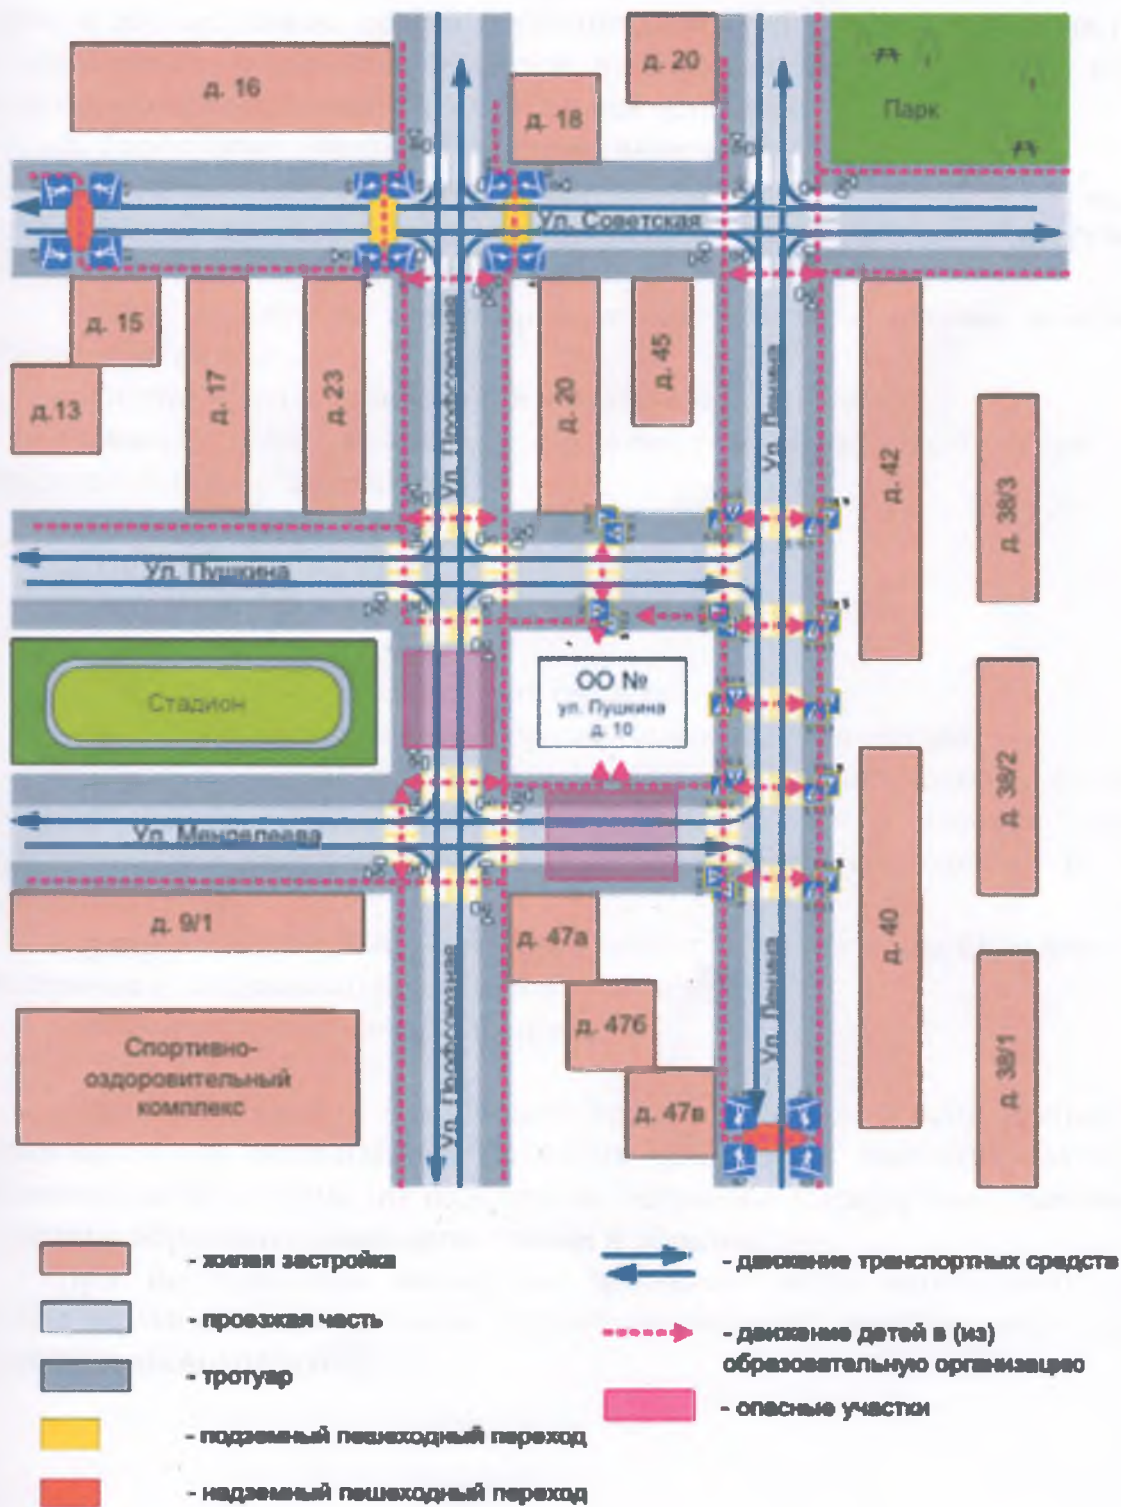 д. 16
д. 18
д. 20
Парк
Ул. Советская
д. 15
д.13
д. 17
д. 23
Ул. Профсоюзная
д. 20
д. 45
Ул. Ленина
д. 42
д. 38/3
Ул. Пушкина
Стадион
ОО №
ул. Пушкина
д. 10
д. 38/2
Ул. Менделеева
д. 9/1
д. 47а
д. 47б
д. 47в
Ул. Профсоюзная
Ул. Ленина
д. 40
д. 38/1
Спортивно-
оздоровительный
комплекс
- жилая застройка
- проезжая часть
- тротуар
- подземный пешеходный переход
- надземный пешеходный переход
- движение транспортных средств
- движение детей в (из)
образовательную организацию
- опасные участки